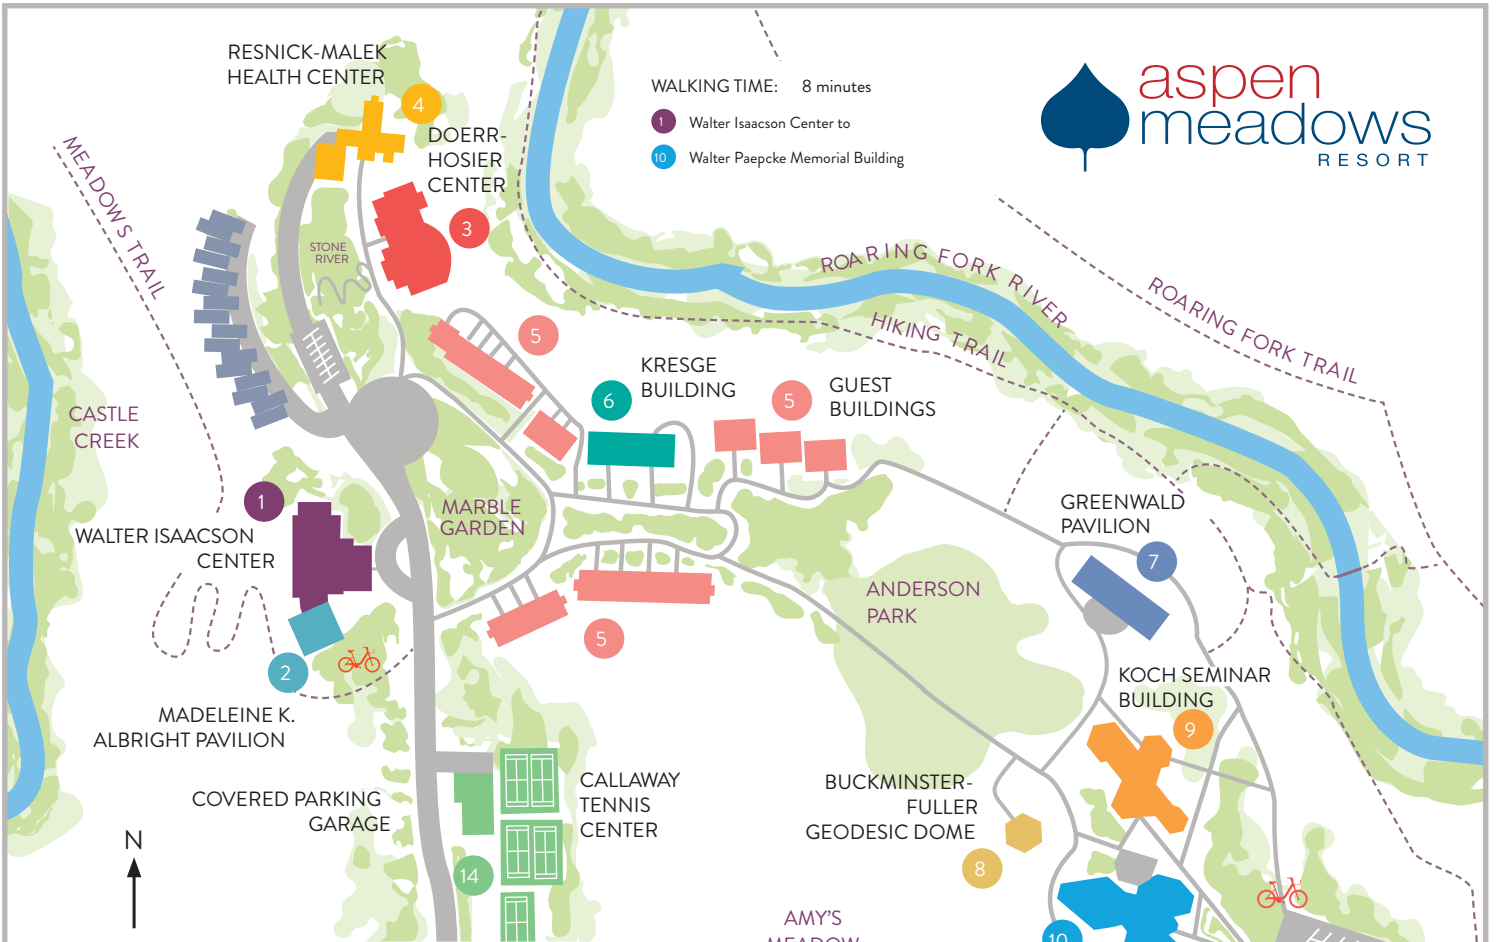 RESNICK-MALEK
HEALTH CENTER
4
WALKING TIME: 8 minutes
1 Walter Isaacson Center to
10 Walter Paepcke Memorial Building
aspen
meadows
RESORT
DOERR-
HOSIER
CENTER
3
MEADOWS TRAIL
STONE
RIVER
ROARING FORK RIVER
ROARING FORK TRAIL
HIKING TRAIL
5
KRESGE
BUILDING
6
5
GUEST
BUILDINGS
CASTLE
CREEK
1
WALTER ISAACSON
CENTER
MARBLE
GARDEN
GREENWALD
PAVILION
7
ANDERSON
PARK
5
2
MADELEINE K.
ALBRIGHT PAVILION
KOCH SEMINAR
BUILDING
9
COVERED PARKING
GARAGE
CALLAWAY
TENNIS
CENTER
BUCKMINSTER-
FULLER
GEODESIC DOME
8
N
14
AMY'S
MEADOW
10